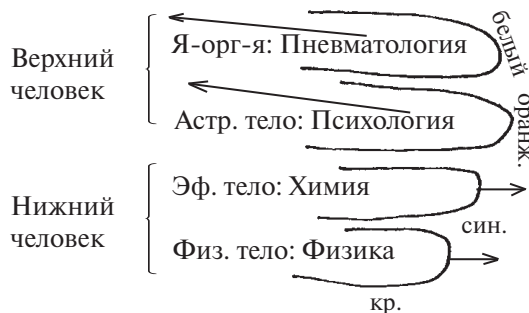 Верхний
человек
Я-орг-я: Пневматология
белый
Астр. тело: Психология
оранж.
Нижний
человек
Эф. тело: Химия
син.
Физ. тело: Физика
кр.